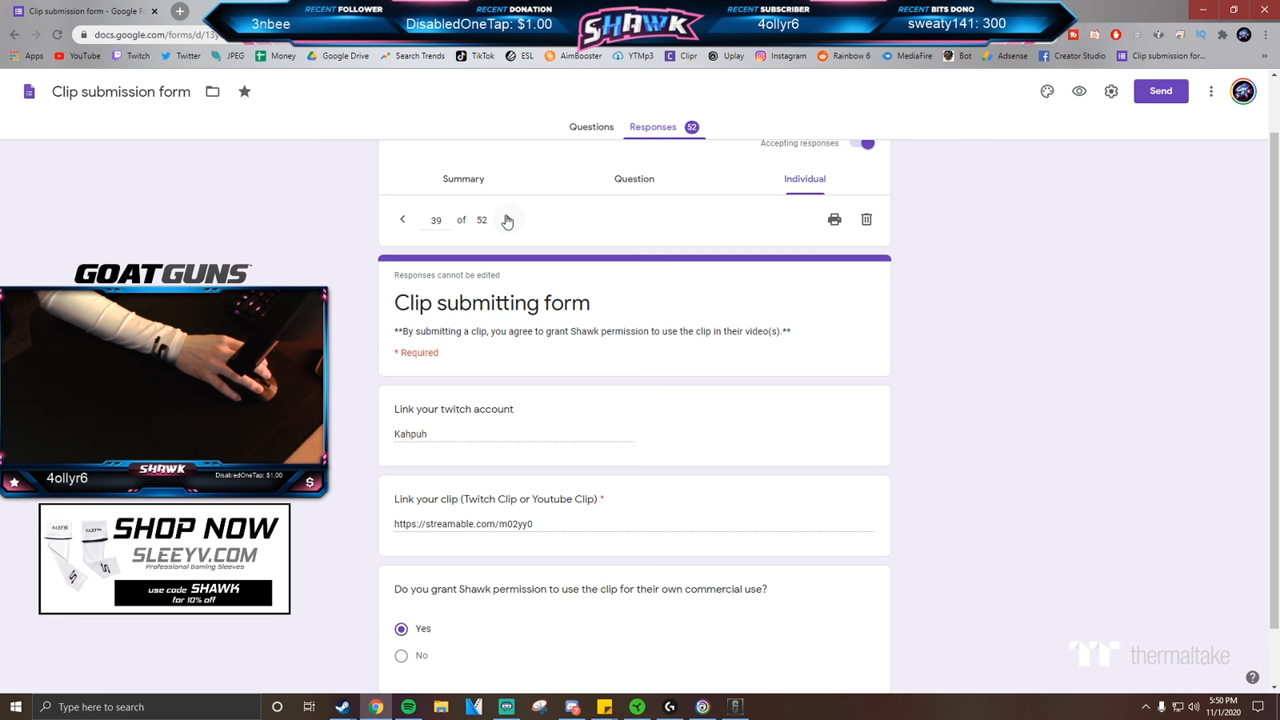 RECENT FOLLOWER
3nbee
RECENT DONATION
DisabledOneTap: $1.00
SHAWK
RECENT SUBSCRIBER
4ollyr6
RECENT BITS DONO
sweaty141: 300
Clip submission form - Google F
docs.google.com/forms/d/13y
Apps
YouTube
Twitch
Twitter
JPEG
Money
Google Drive
Search Trends
TikTok
ESL
AimBooster
YTMp3
Clipr
Uplay
Instagram
Rainbow 6
MediaFire
Bot
Adsense
Creator Studio
Clip submission for...
Clip submission form
Send
Questions
Responses 52
Accepting responses
Summary
Question
Individual
39 of 52
Responses cannot be edited
Clip submitting form
**By submitting a clip, you agree to grant Shawk permission to use the clip in their video(s).**
* Required
Link your twitch account
Kahpuh
Link your clip (Twitch Clip or Youtube Clip) *
https://streamable.com/m02yy0
Do you grant Shawk permission to use the clip for their own commercial use?
Yes
No
GOATGUNS
4ollyr6
SHAWK
DisabledOneTap: $1.00
SHOP NOW
SLEEYV.COM
Professional Gaming Sleeves
use code SHAWK
for 10% off
thermaltake
Type here to search
5:50 PM
11/1/2020